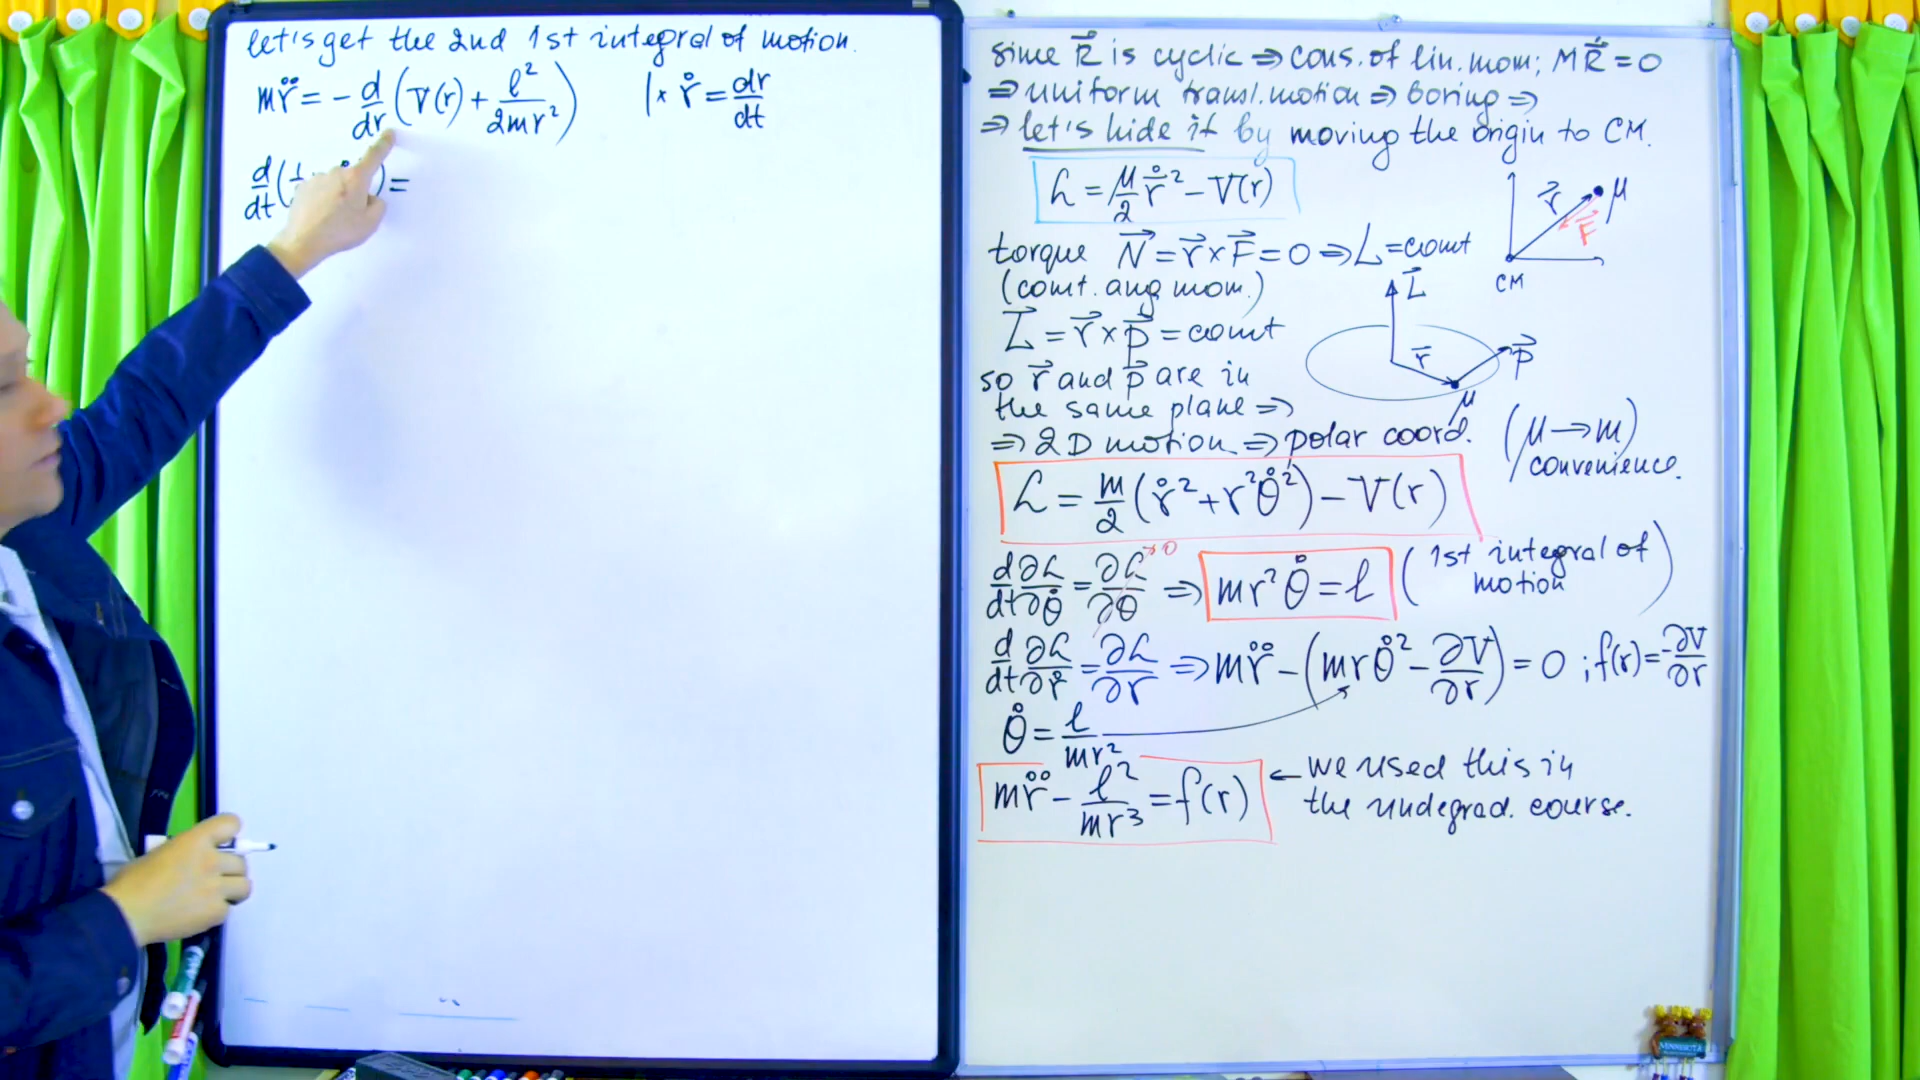 let's get the 2nd 1st integral of motion.
mr̊̊ = - d/dr (V(r) + l²/2mr²) | × r̊ = dr/dt
d/dt ( ) =
since R⃗ is cyclic ⇒ cons. of lin. mom; MR̊⃗ = 0
⇒ uniform transl. motion ⇒ boring ⇒
⇒ let's hide it by moving the origin to CM.
L = μ/2 r̊⃗² - V(r)
r⃗ μ
F⃗
CM
torque N⃗ = r⃗ × F⃗ = 0 ⇒ L = const
(const. ang mom.)
L⃗ = r⃗ × p⃗ = const
L⃗
r⃗ p⃗
μ
so r⃗ and p⃗ are in
the same plane ⇒
⇒ 2D motion ⇒ polar coord.
(μ → m)
convenience.
L = m/2 (r̊² + r²θ̊²) - V(r)
d/dt ∂L/∂θ̊ = ∂L/∂θ →0 ⇒ mr²θ̊ = l (1st integral of
motion)
d/dt ∂L/∂r̊ = ∂L/∂r ⇒ mr̊̊ - (mrθ̊² - ∂V/∂r) = 0 ; f(r) = -∂V/∂r
θ̊ = l/mr²
mr̊̊ - l²/mr³ = f(r) ← we used this in
the undegrad. course.
MINNESOTA